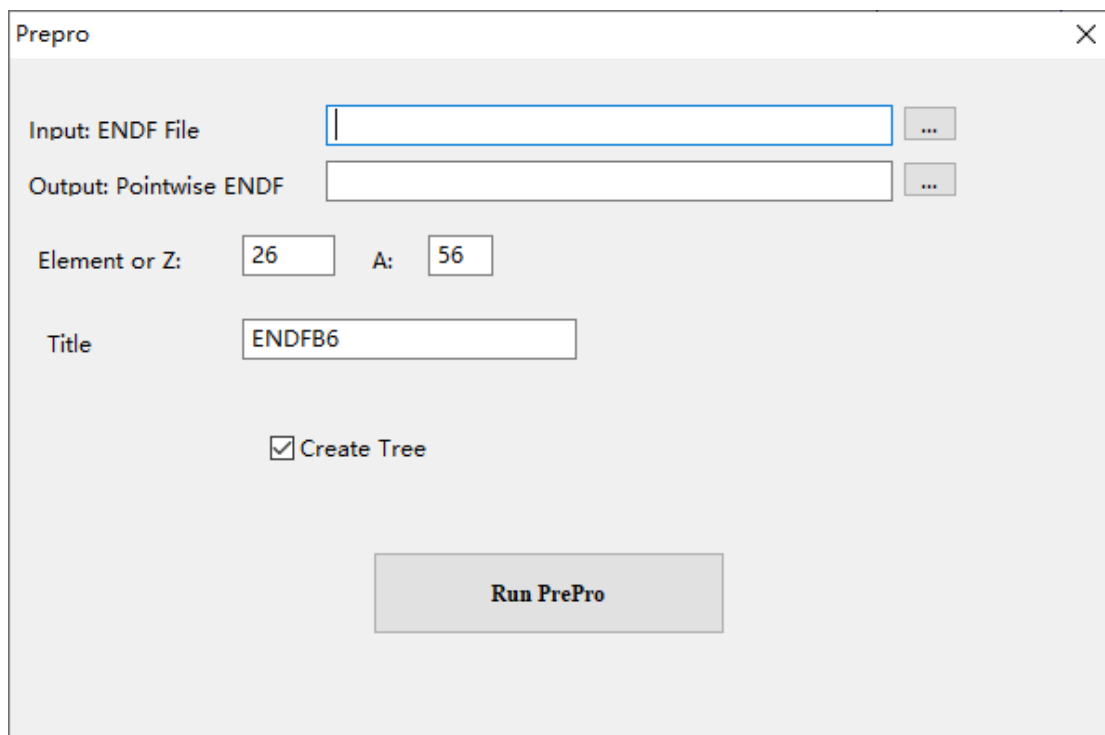 Prepro
Input: ENDF File
...
Output: Pointwise ENDF
...
Element or Z: 26 A: 56
Title ENDFB6
Create Tree
Run PrePro